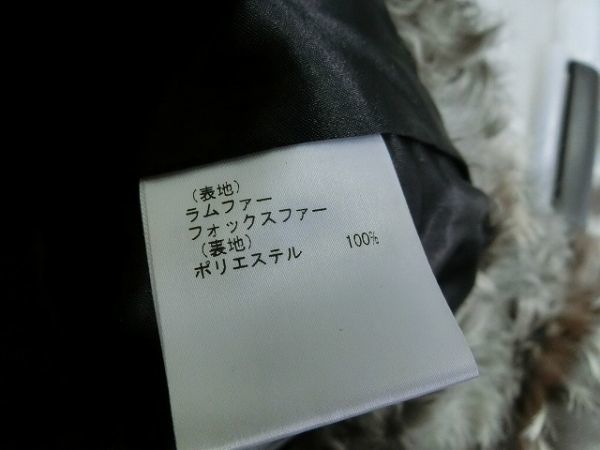 (表地)
ラムファー
フォックスファー
(裏地)
ポリエステル 100%